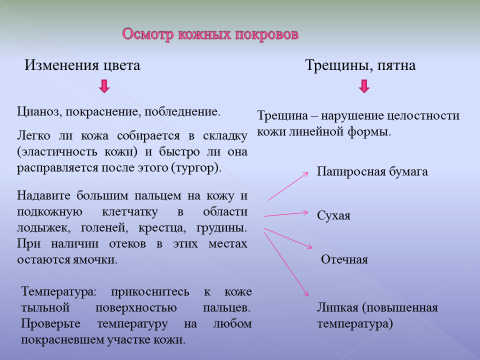 Осмотр кожных покровов
Изменения цвета
Цианоз, покраснение, побледнение.
Легко ли кожа собирается в складку
(эластичность кожи) и быстро ли она
расправляется после этого (тургор).
Надавите большим пальцем на кожу и
подкожную клетчатку в области
лодыжек, голеней, крестца, грудины.
При наличии отеков в этих местах
остаются ямочки.
Температура: прикоснитесь к коже
тыльной поверхностью пальцев.
Проверьте температуру на любом
покрасневшем участке кожи.
Трещины, пятна
Трещина – нарушение целостности
кожи линейной формы.
Папиросная бумага
Сухая
Отечная
Липкая (повышенная
температура)